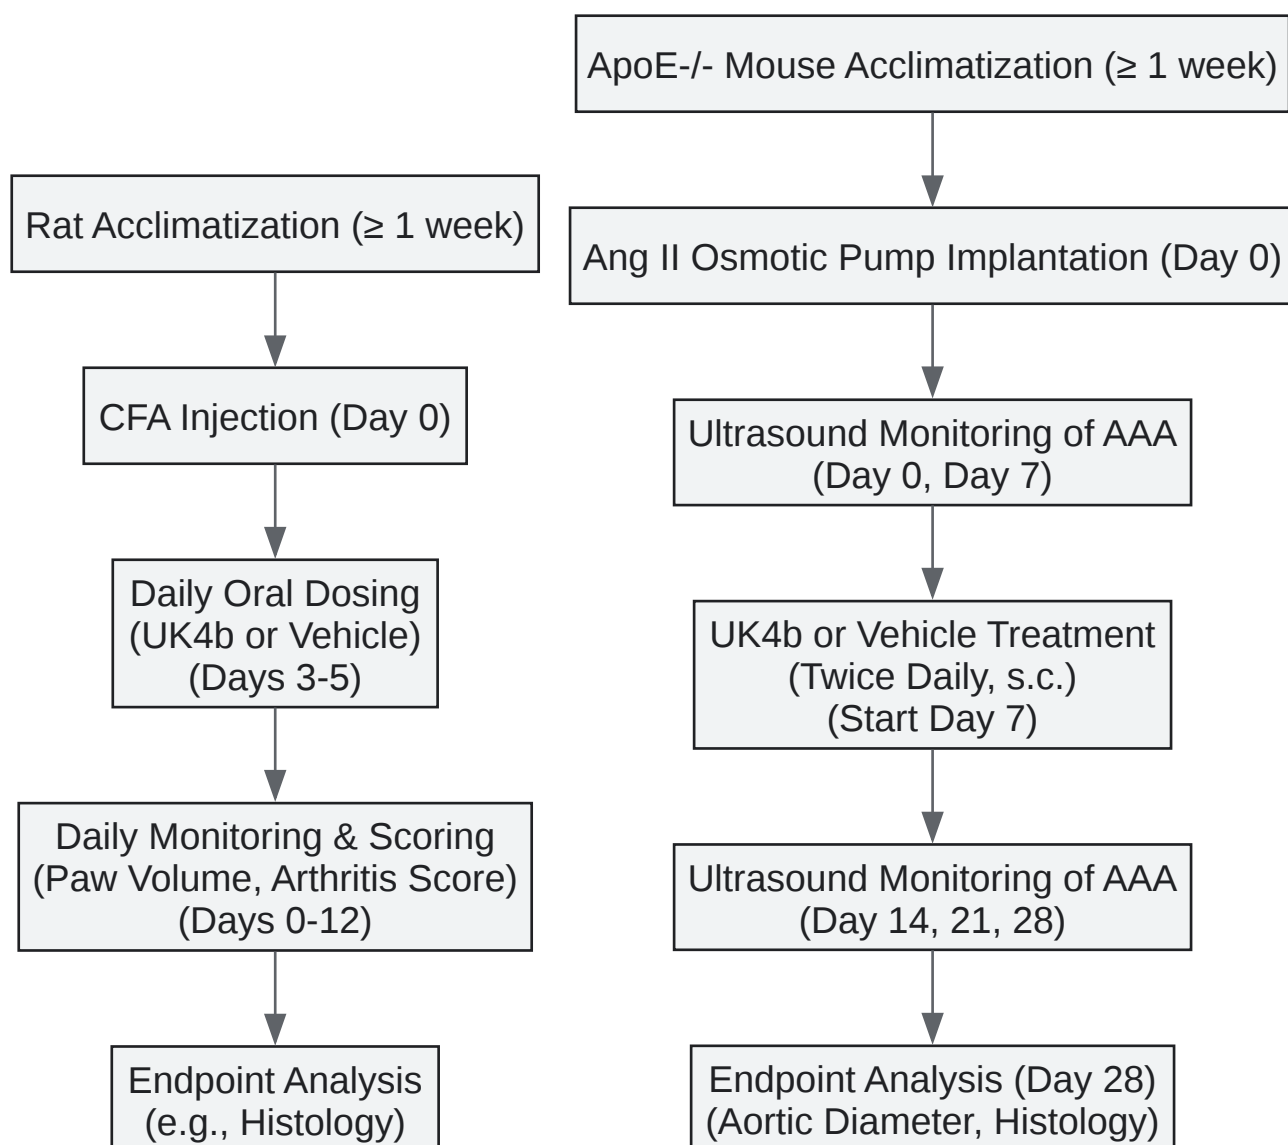 Rat Acclimatization (≥ 1 week)
CFA Injection (Day 0)
Daily Oral Dosing
(UK4b or Vehicle)
(Days 3-5)
Daily Monitoring & Scoring
(Paw Volume, Arthritis Score)
(Days 0-12)
Endpoint Analysis
(e.g., Histology)
ApoE-/- Mouse Acclimatization (≥ 1 week)
Ang II Osmotic Pump Implantation (Day 0)
Ultrasound Monitoring of AAA
(Day 0, Day 7)
UK4b or Vehicle Treatment
(Twice Daily, s.c.)
(Start Day 7)
Ultrasound Monitoring of AAA
(Day 14, 21, 28)
Endpoint Analysis (Day 28)
(Aortic Diameter, Histology)